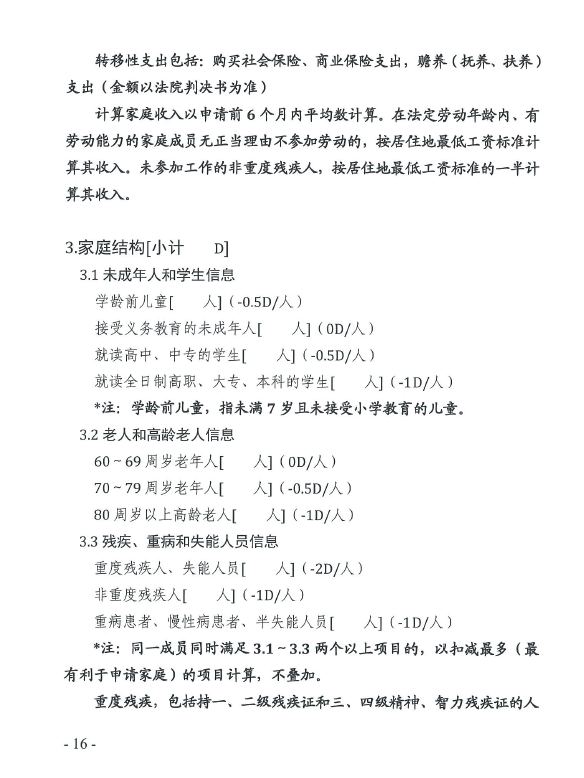 转移性支出包括：购买社会保险、商业保险支出，赡养（抚养、扶养）
支出（金额以法院判决书为准）
计算家庭收入以申请前 6 个月内平均数计算。在法定劳动年龄内、有
劳动能力的家庭成员无正当理由不参加劳动的，按居住地最低工资标准计
算其收入。未参加工作的非重度残疾人，按居住地最低工资标准的一半计
算其收入。
3.家庭结构[小计 D]
3.1 未成年人和学生信息
学龄前儿童[ 人]（-0.5D/人）
接受义务教育的未成年人[ 人]（0D/人）
就读高中、中专的学生[ 人]（-0.5D/人）
就读全日制高职、大专、本科的学生[ 人]（-1D/人）
*注：学龄前儿童，指未满 7 岁且未接受小学教育的儿童。
3.2 老人和高龄老人信息
60～69 周岁老年人[ 人]（0D/人）
70～79 周岁老年人[ 人]（-0.5D/人）
80 周岁以上高龄老人[ 人]（-1D/人）
3.3 残疾、重病和失能人员信息
重度残疾人、失能人员[ 人]（-2D/人）
非重度残疾人[ 人]（-1D/人）
重病患者、慢性病患者、半失能人员[ 人]（-1D/人）
*注：同一成员同时满足 3.1～3.3 两个以上项目的，以扣减最多（最
有利于申请家庭）的项目计算，不叠加。
重度残疾，包括持一、二级残疾证和三、四级精神、智力残疾证的人
- 16 -